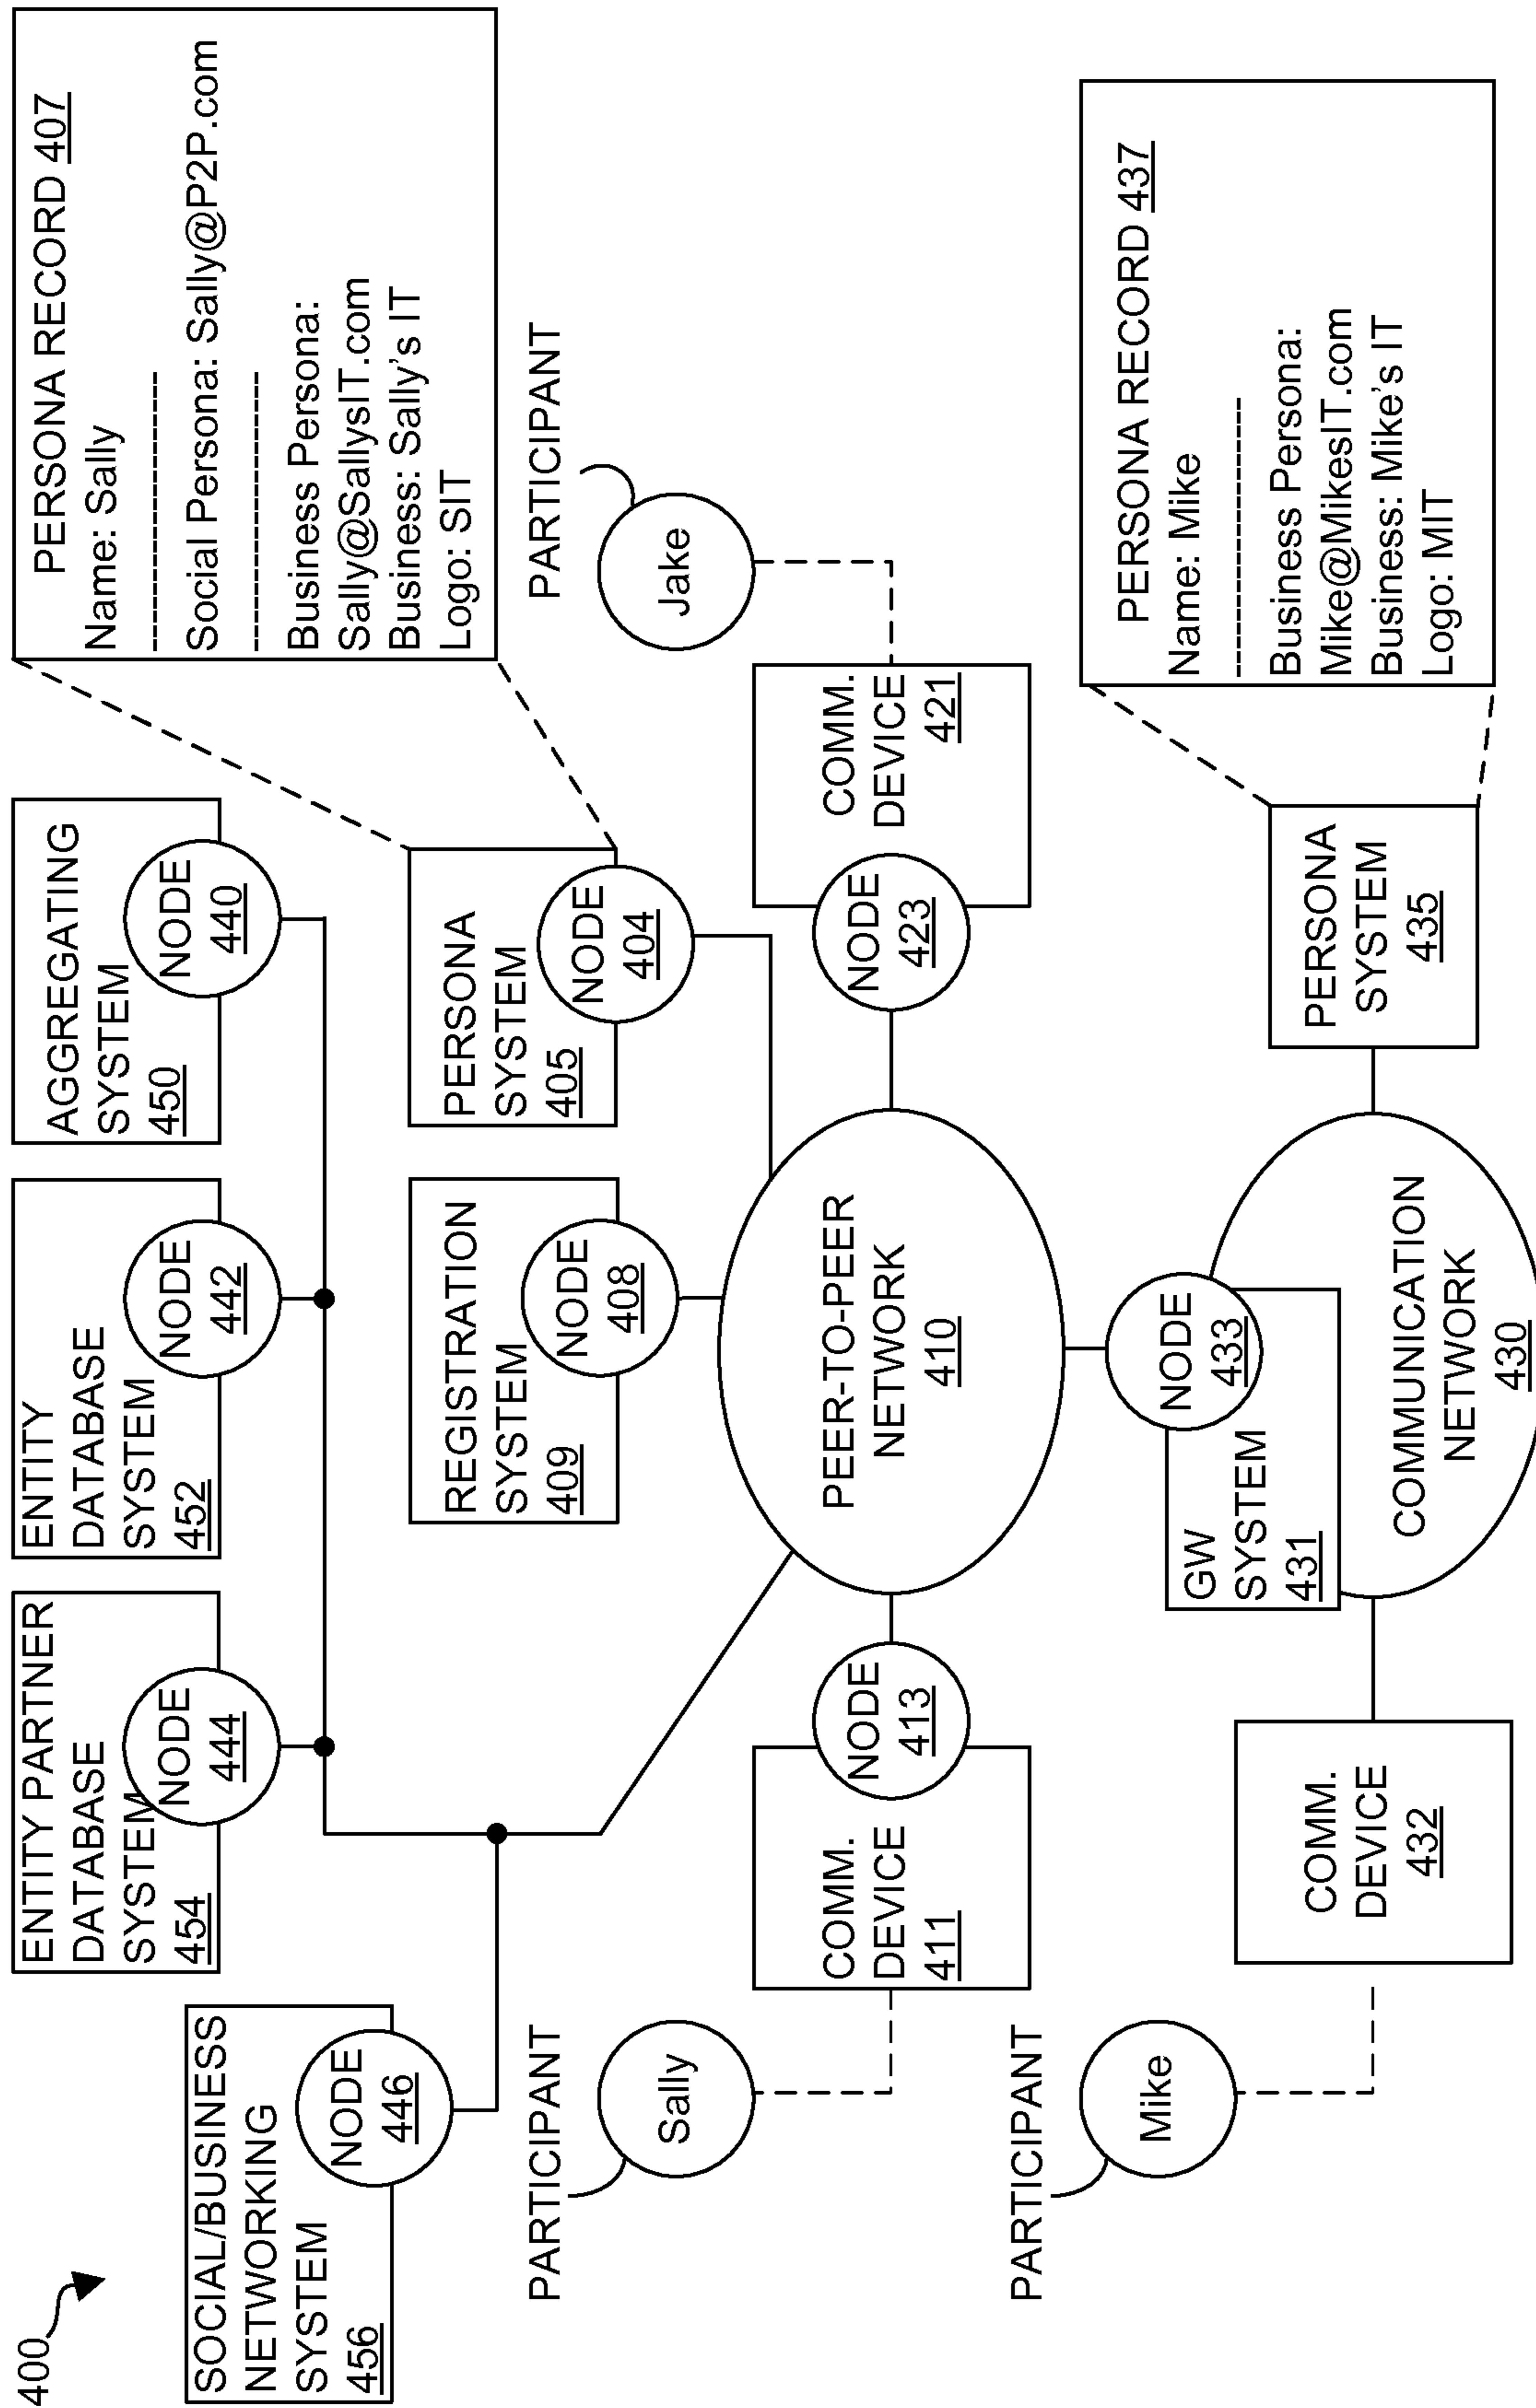 400
SOCIAL/BUSINESS
NETWORKING
SYSTEM
456
NODE
446
ENTITY PARTNER
DATABASE
SYSTEM
454
NODE
444
ENTITY
DATABASE
SYSTEM
452
NODE
442
AGGREGATING
SYSTEM
450
NODE
440
PERSONA RECORD 407
Name: Sally
Social Persona: Sally@P2P.com
Business Persona:
Sally@SallysIT.com
Business: Sally's IT
Logo: SIT
REGISTRATION
SYSTEM
409
NODE
408
PERSONA
SYSTEM
405
NODE
404
PARTICIPANT
Sally
COMM.
DEVICE
411
NODE
413
PEER-TO-PEER
NETWORK
410
NODE
423
COMM.
DEVICE
421
PARTICIPANT
Jake
PARTICIPANT
Mike
COMM.
DEVICE
432
GW
SYSTEM
431
NODE
433
COMMUNICATION
NETWORK
430
PERSONA
SYSTEM
435
PERSONA RECORD 437
Name: Mike
Business Persona:
Mike@MikesIT.com
Business: Mike's IT
Logo: MIT